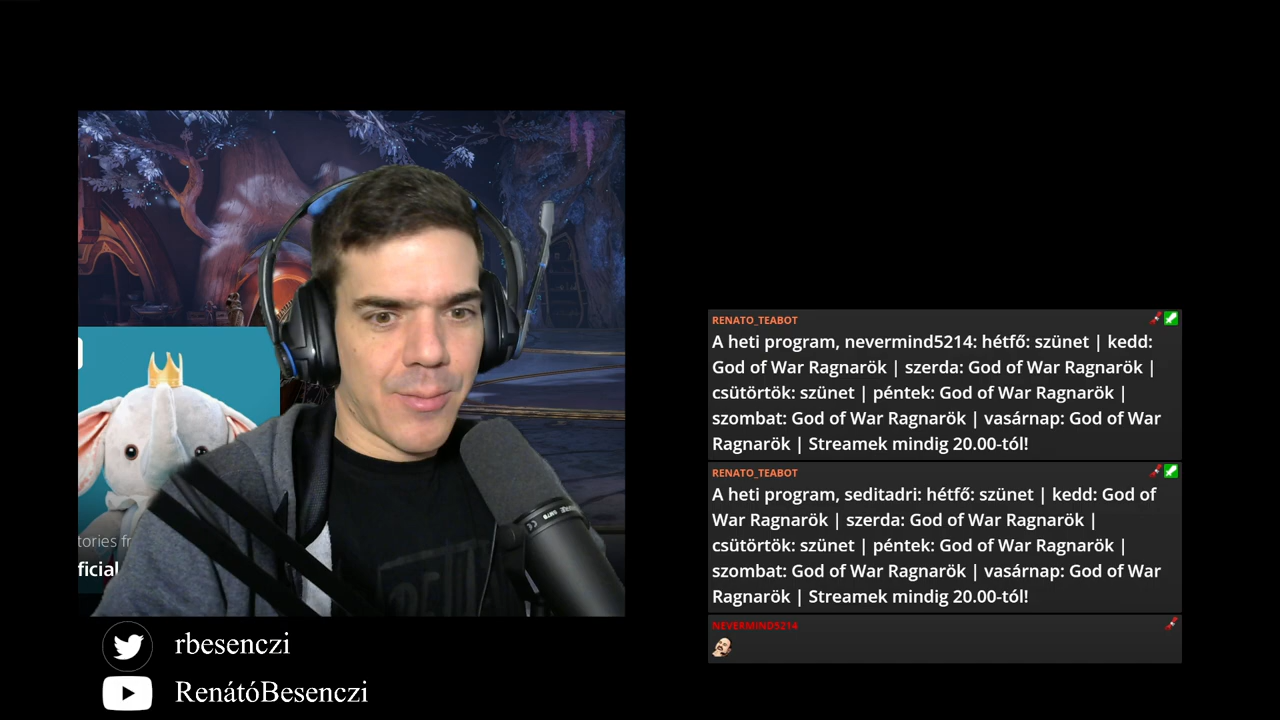 RENATO_TEABOT
A heti program, nevermind5214: hétfő: szünet | kedd:
God of War Ragnarök | szerda: God of War Ragnarök |
csütörtök: szünet | péntek: God of War Ragnarök |
szombat: God of War Ragnarök | vasárnap: God of War
Ragnarök | Streamek mindig 20.00-tól!
RENATO_TEABOT
A heti program, seditadri: hétfő: szünet | kedd: God of
War Ragnarök | szerda: God of War Ragnarök |
csütörtök: szünet | péntek: God of War Ragnarök |
szombat: God of War Ragnarök | vasárnap: God of War
Ragnarök | Streamek mindig 20.00-tól!
NEVERMIND5214
tories fr
ficial
rbesenczi
RenátóBesenczi